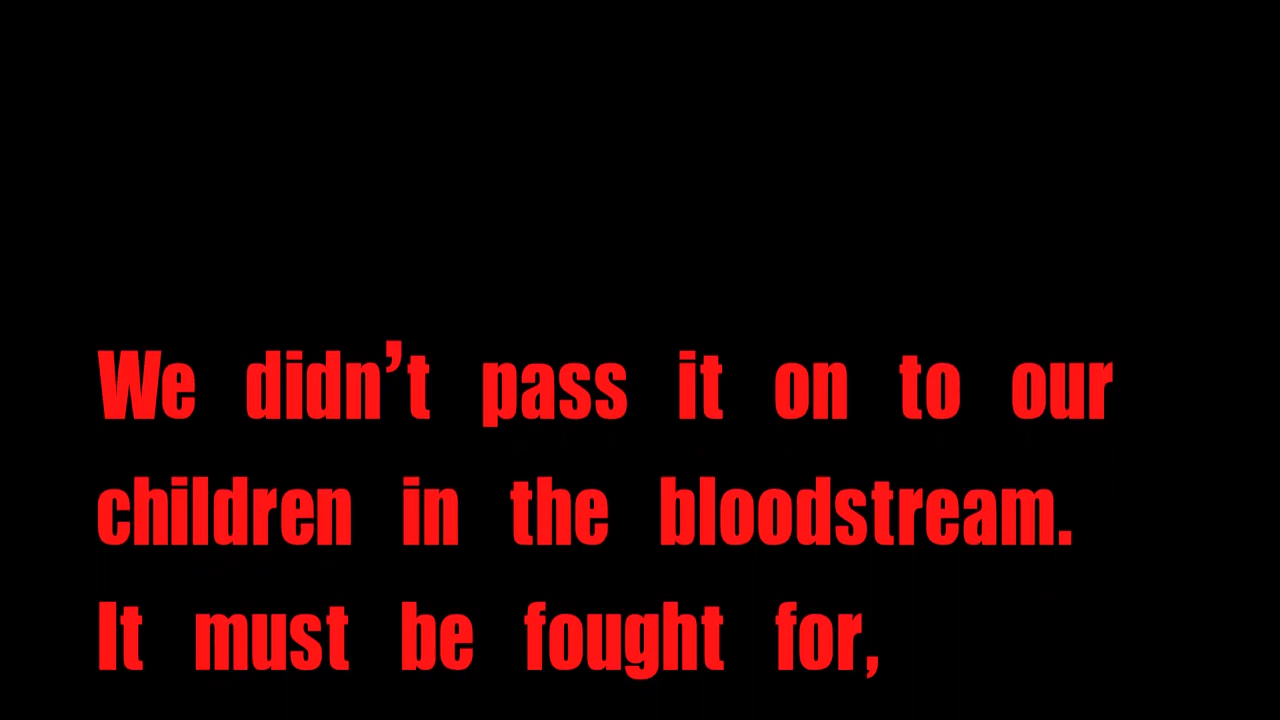 We didn’t pass it on to our
children in the bloodstream.
It must be fought for,